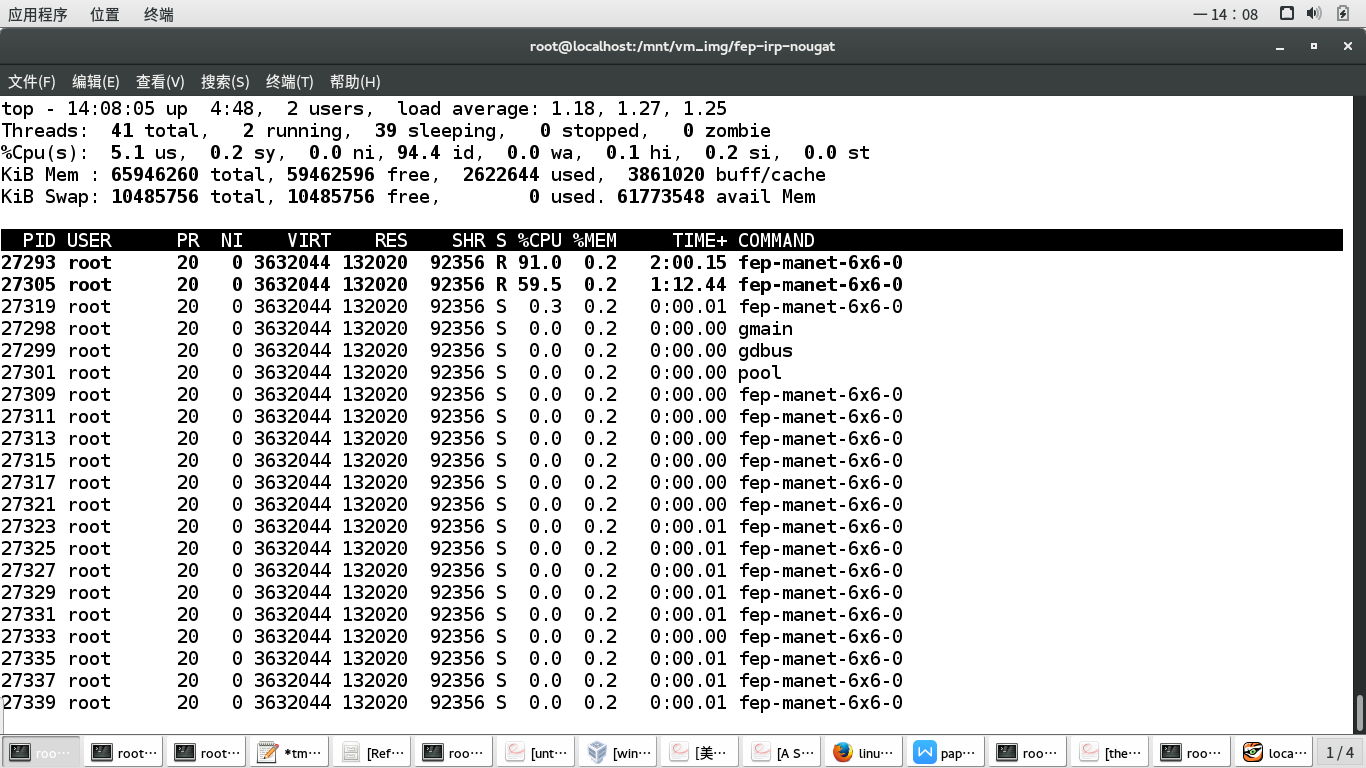 应用程序 位置 终端 一 14：08
root@localhost:/mnt/vm_img/fep-irp-nougat
文件(F) 编辑(E) 查看(V) 搜索(S) 终端(T) 帮助(H)
top - 14:08:05 up  4:48,  2 users,  load average: 1.18, 1.27, 1.25
Threads:  41 total,   2 running,  39 sleeping,   0 stopped,   0 zombie
%Cpu(s):  5.1 us,  0.2 sy,  0.0 ni, 94.4 id,  0.0 wa,  0.1 hi,  0.2 si,  0.0 st
KiB Mem : 65946260 total, 59462596 free,  2622644 used,  3861020 buff/cache
KiB Swap: 10485756 total, 10485756 free,        0 used. 61773548 avail Mem
PID USER      PR  NI    VIRT    RES    SHR S %CPU %MEM     TIME+ COMMAND
27293 root      20   0 3632044 132020  92356 R 91.0  0.2   2:00.15 fep-manet-6x6-0
27305 root      20   0 3632044 132020  92356 R 59.5  0.2   1:12.44 fep-manet-6x6-0
27319 root      20   0 3632044 132020  92356 S  0.3  0.2   0:00.01 fep-manet-6x6-0
27298 root      20   0 3632044 132020  92356 S  0.0  0.2   0:00.00 gmain
27299 root      20   0 3632044 132020  92356 S  0.0  0.2   0:00.00 gdbus
27301 root      20   0 3632044 132020  92356 S  0.0  0.2   0:00.00 pool
27309 root      20   0 3632044 132020  92356 S  0.0  0.2   0:00.00 fep-manet-6x6-0
27311 root      20   0 3632044 132020  92356 S  0.0  0.2   0:00.00 fep-manet-6x6-0
27313 root      20   0 3632044 132020  92356 S  0.0  0.2   0:00.00 fep-manet-6x6-0
27315 root      20   0 3632044 132020  92356 S  0.0  0.2   0:00.00 fep-manet-6x6-0
27317 root      20   0 3632044 132020  92356 S  0.0  0.2   0:00.00 fep-manet-6x6-0
27321 root      20   0 3632044 132020  92356 S  0.0  0.2   0:00.00 fep-manet-6x6-0
27323 root      20   0 3632044 132020  92356 S  0.0  0.2   0:00.01 fep-manet-6x6-0
27325 root      20   0 3632044 132020  92356 S  0.0  0.2   0:00.01 fep-manet-6x6-0
27327 root      20   0 3632044 132020  92356 S  0.0  0.2   0:00.01 fep-manet-6x6-0
27329 root      20   0 3632044 132020  92356 S  0.0  0.2   0:00.01 fep-manet-6x6-0
27331 root      20   0 3632044 132020  92356 S  0.0  0.2   0:00.01 fep-manet-6x6-0
27333 root      20   0 3632044 132020  92356 S  0.0  0.2   0:00.00 fep-manet-6x6-0
27335 root      20   0 3632044 132020  92356 S  0.0  0.2   0:00.01 fep-manet-6x6-0
27337 root      20   0 3632044 132020  92356 S  0.0  0.2   0:00.01 fep-manet-6x6-0
27339 root      20   0 3632044 132020  92356 S  0.0  0.2   0:00.01 fep-manet-6x6-0
roo… root… root… *tm… [Ref… roo… [unt… [win… [美… [A S… linu… pap… roo… [the… roo… loca… 1 / 4